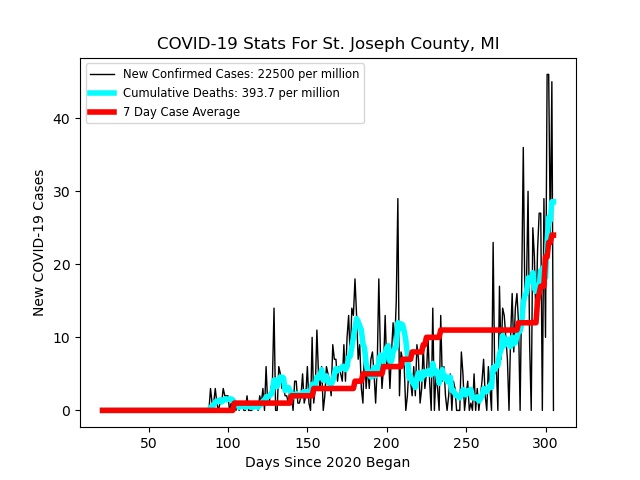 COVID-19 Stats For St. Joseph County, MI
New Confirmed Cases: 22500 per million
Cumulative Deaths: 393.7 per million
7 Day Case Average
New COVID-19 Cases
40
30
20
10
0
50 100 150 200 250 300
Days Since 2020 Began